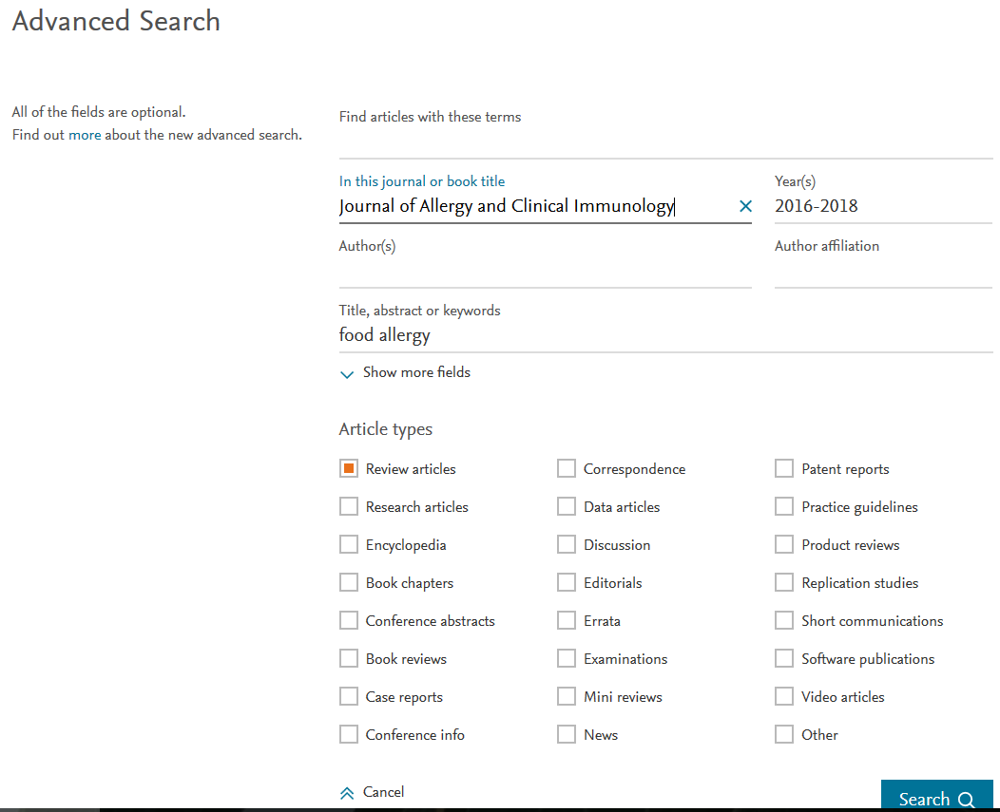 Advanced Search
All of the fields are optional.
Find out more about the new advanced search.
Find articles with these terms
In this journal or book title
Journal of Allergy and Clinical Immunology
Year(s)
2016-2018
Author(s)
Author affiliation
Title, abstract or keywords
food allergy
Show more fields
Article types
Review articles
Correspondence
Patent reports
Research articles
Data articles
Practice guidelines
Encyclopedia
Discussion
Product reviews
Book chapters
Editorials
Replication studies
Conference abstracts
Errata
Short communications
Book reviews
Examinations
Software publications
Case reports
Mini reviews
Video articles
Conference info
News
Other
Cancel
Search